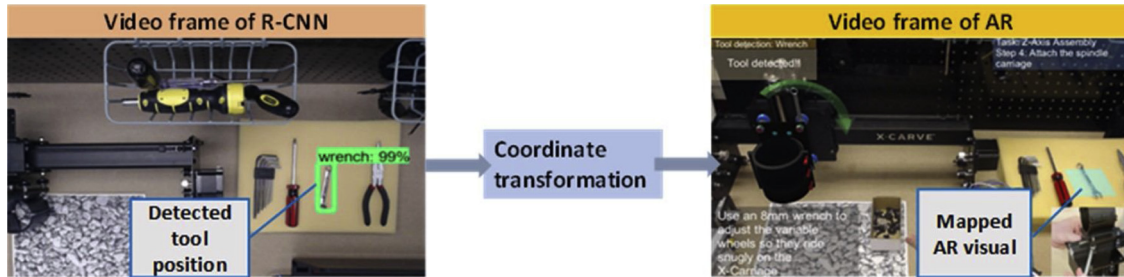 Video frame of R-CNN
wrench: 99%
Detected
tool
position
Coordinate
transformation
Video frame of AR
Tool detection: Wrench
Tool detected!!
Task: Z-Axis Assembly
Step 4: Attach the spindle
carriage
X-CARVE
Use an 8mm wrench to
adjust the variable
wheels so they ride
snugly on the
X-Carriage
Mapped
AR visual